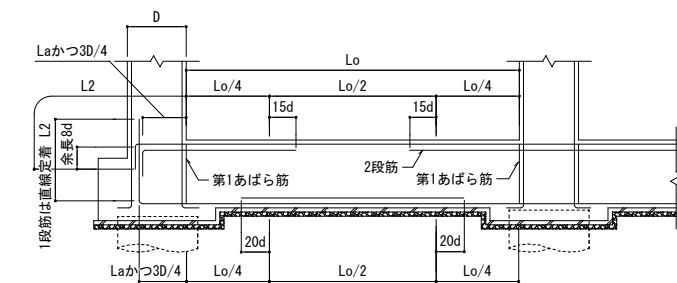 D
Laかつ3D/4
Lo
L2
Lo/4
Lo/2
Lo/4
15d
15d
1段筋は直線定着 L2
余長8d
2段筋
第1あばら筋
第1あばら筋
20d
20d
Laかつ3D/4
Lo/4
Lo/2
Lo/4